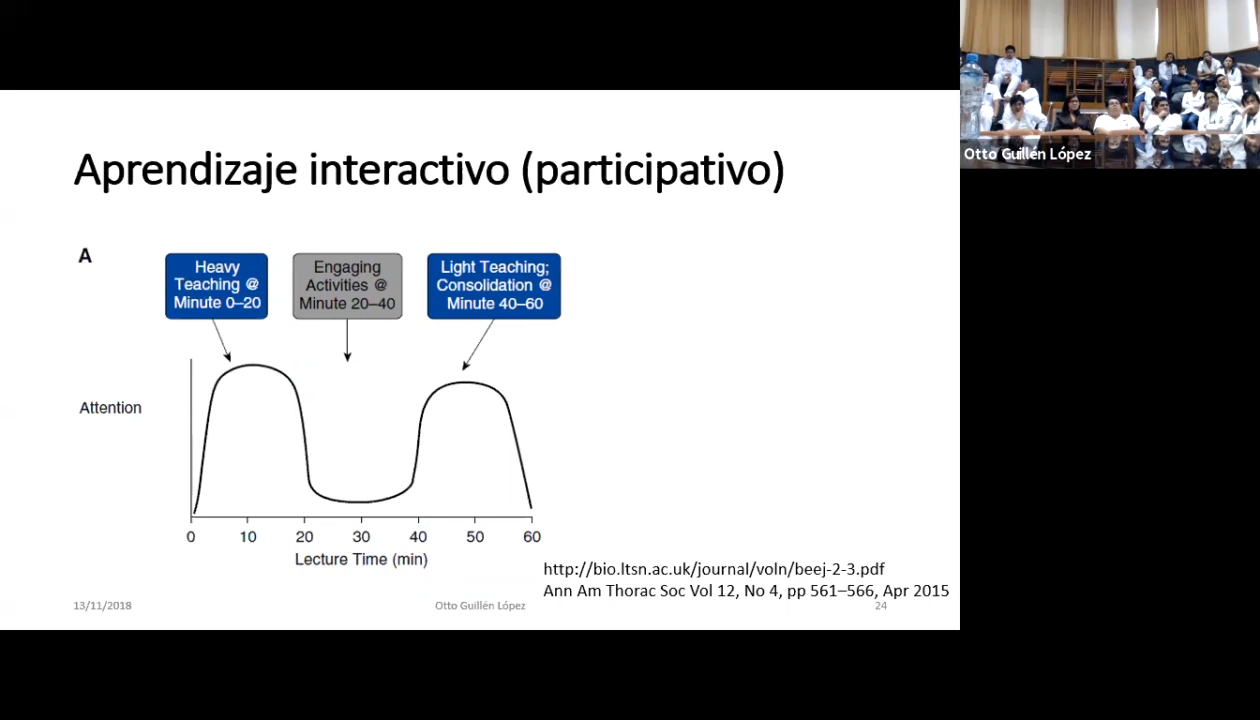 Aprendizaje interactivo (participativo)
A
Heavy
Teaching @
Minute 0–20
Engaging
Activities @
Minute 20–40
Light Teaching;
Consolidation @
Minute 40–60
Attention
0 10 20 30 40 50 60
Lecture Time (min)
http://bio.ltsn.ac.uk/journal/voln/beej-2-3.pdf
Ann Am Thorac Soc Vol 12, No 4, pp 561–566, Apr 2015
13/11/2018
Otto Guillén López
24
Otto Guillén López